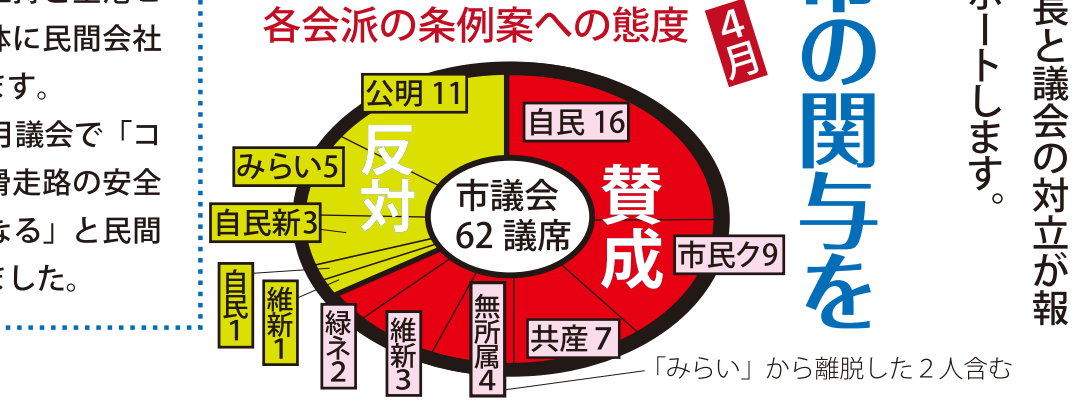 長と議会の対立が報
ポートします。
市の関与を
4月
各会派の条例案への態度
賛成
自民 16
市民ク9
共産 7
無所属4
維新3
緑ネ2
反対
公明 11
みらい5
自民新3
自民1
維新1
市議会
62 議席
「みらい」から離脱した2人含む
体に民間会社
ます。
月議会で「コ
滑走路の安全
なる」と民間
ました。